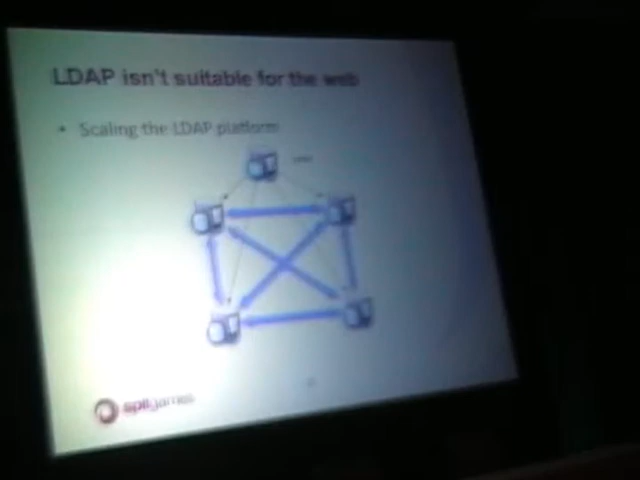 LDAP isn't suitable for the web
• Scaling the LDAP platform
spilgames